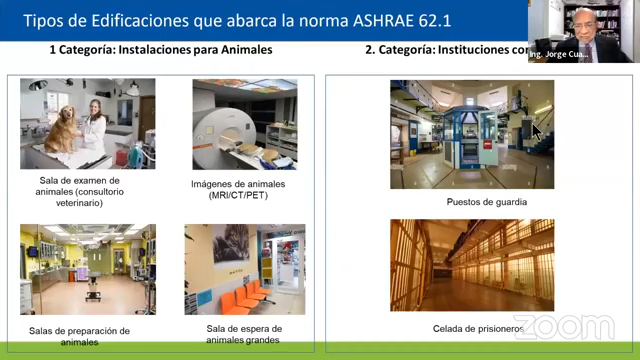 Tipos de Edificaciones que abarca la norma ASHRAE 62.1
1 Categoría: Instalaciones para Animales
2. Categoría: Instituciones
Ing. Jorge
Sala de examen de
animales (consultorio
veterinario)
Imágenes de animales
(MRI/CT/PET)
Salas de preparación de
animales
Sala de espera de
animales grandes
Puestos de guardia
Celada de prisioneros
zoom